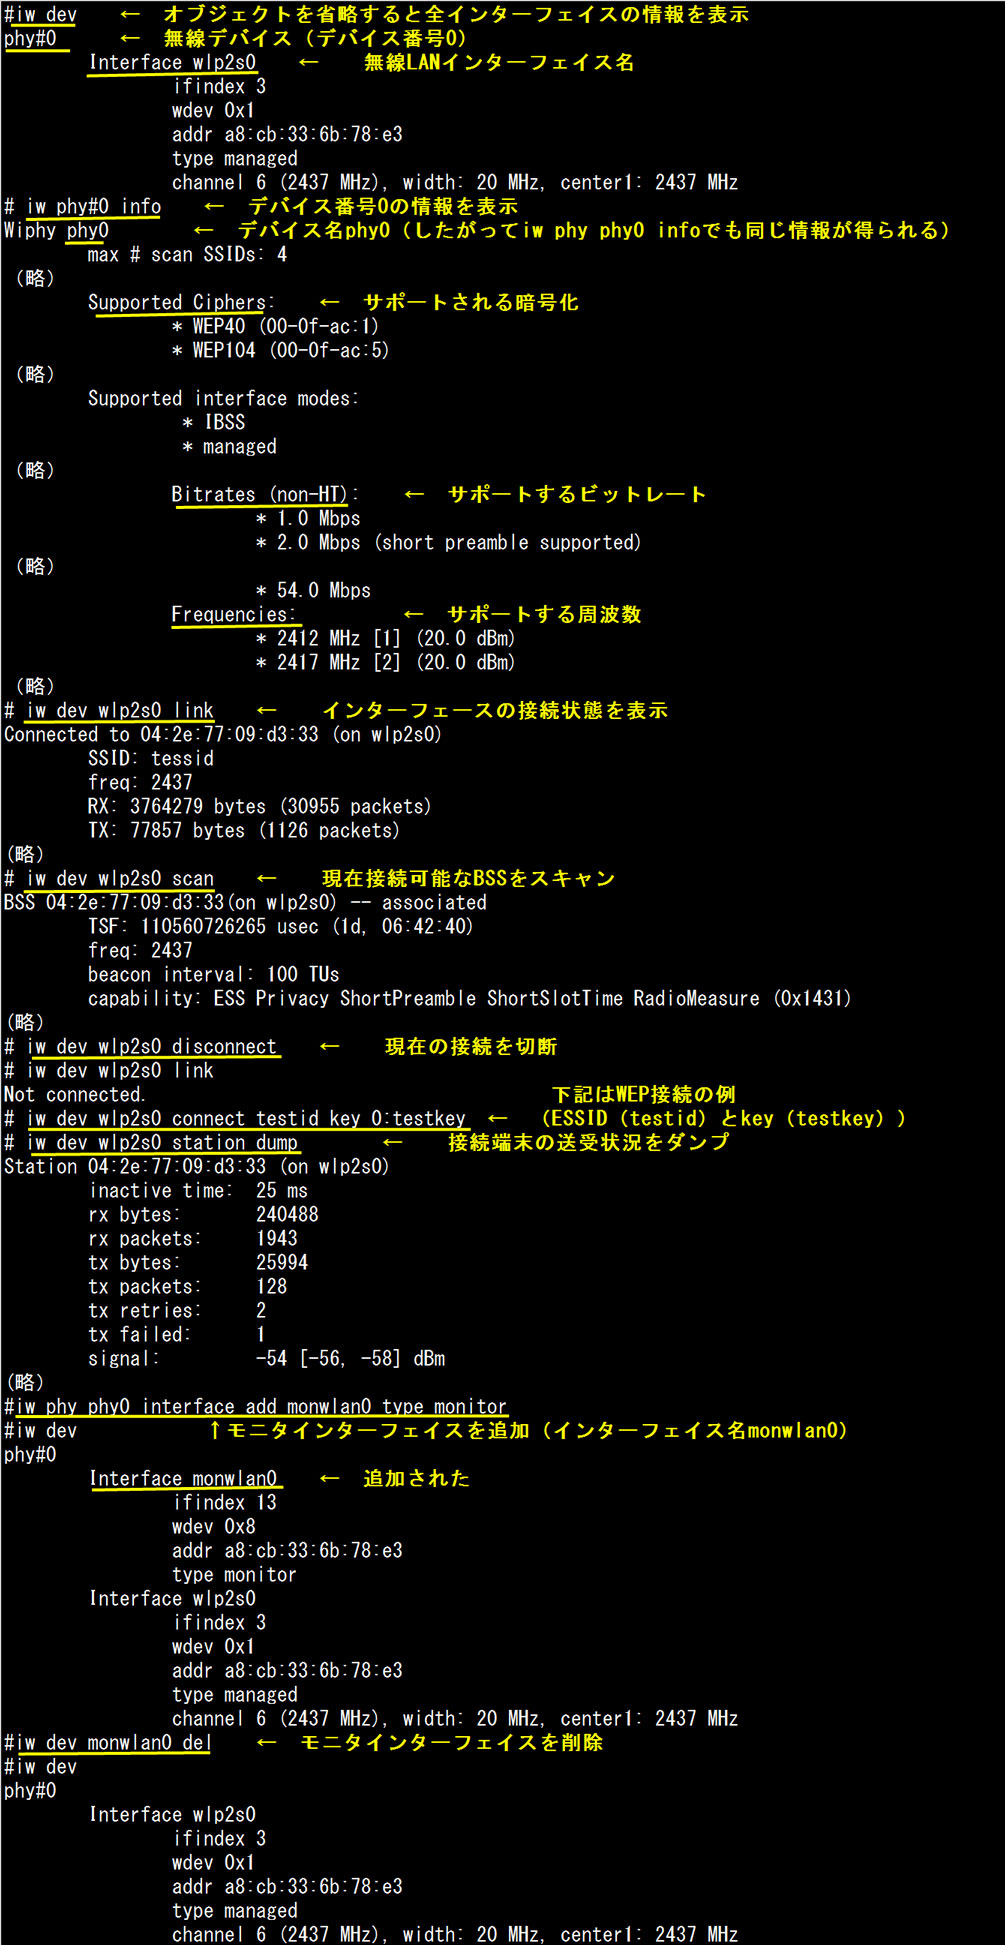 #iw dev ← オブジェクトを省略すると全インターフェイスの情報を表示
phy#0 ← 無線デバイス（デバイス番号0）
Interface wlp2s0 ← 無線LANインターフェイス名
ifindex 3
wdev 0x1
addr a8:cb:33:6b:78:e3
type managed
channel 6 (2437 MHz), width: 20 MHz, center1: 2437 MHz
# iw phy#0 info ← デバイス番号0の情報を表示
Wiphy phy0 ← デバイス名phy0（したがってiw phy phy0 infoでも同じ情報が得られる）
max # scan SSIDs: 4
（略）
Supported Ciphers: ← サポートされる暗号化
* WEP40 (00-0f-ac:1)
* WEP104 (00-0f-ac:5)
（略）
Supported interface modes:
* IBSS
* managed
（略）
Bitrates (non-HT): ← サポートするビットレート
* 1.0 Mbps
* 2.0 Mbps (short preamble supported)
（略）
* 54.0 Mbps
Frequencies: ← サポートする周波数
* 2412 MHz [1] (20.0 dBm)
* 2417 MHz [2] (20.0 dBm)
（略）
# iw dev wlp2s0 link ← インターフェースの接続状態を表示
Connected to 04:2e:77:09:d3:33 (on wlp2s0)
SSID: tessid
freq: 2437
RX: 3764279 bytes (30955 packets)
TX: 77857 bytes (1126 packets)
(略)
# iw dev wlp2s0 scan ← 現在接続可能なBSSをスキャン
BSS 04:2e:77:09:d3:33(on wlp2s0) -- associated
TSF: 110560726265 usec (1d, 06:42:40)
freq: 2437
beacon interval: 100 TUs
capability: ESS Privacy ShortPreamble ShortSlotTime RadioMeasure (0x1431)
(略)
# iw dev wlp2s0 disconnect ← 現在の接続を切断
# iw dev wlp2s0 link
Not connected. 下記はWEP接続の例
# iw dev wlp2s0 connect testid key 0:testkey ← （ESSID（testid）とkey（testkey））
# iw dev wlp2s0 station dump ← 接続端末の送受状況をダンプ
Station 04:2e:77:09:d3:33 (on wlp2s0)
inactive time: 25 ms
rx bytes: 240488
rx packets: 1943
tx bytes: 25994
tx packets: 128
tx retries: 2
tx failed: 1
signal: -54 [-56, -58] dBm
(略)
#iw phy phy0 interface add monwlan0 type monitor
#iw dev ↑モニタインターフェイスを追加（インターフェイス名monwlan0）
phy#0
Interface monwlan0 ← 追加された
ifindex 13
wdev 0x8
addr a8:cb:33:6b:78:e3
type monitor
Interface wlp2s0
ifindex 3
wdev 0x1
addr a8:cb:33:6b:78:e3
type managed
channel 6 (2437 MHz), width: 20 MHz, center1: 2437 MHz
#iw dev monwlan0 del ← モニタインターフェイスを削除
#iw dev
phy#0
Interface wlp2s0
ifindex 3
wdev 0x1
addr a8:cb:33:6b:78:e3
type managed
channel 6 (2437 MHz), width: 20 MHz, center1: 2437 MHz